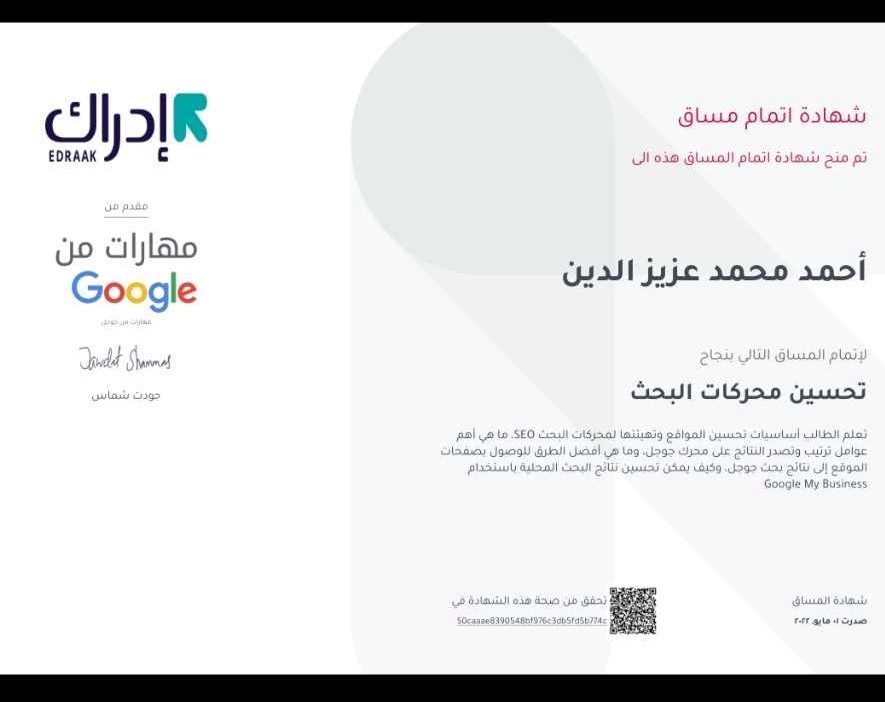 شهادة اتمام مساق
تم منح شهادة اتمام المساق هذه الى
أحمد محمد عزيز الدين
لإتمام المساق التالي بنجاح
تحسين محركات البحث
تعلم الطالب أساسيات تحسين المواقع وتهيئتها لمحركات البحث SEO، ما هي أهم
عوامل ترتيب وتصدر النتائج على محرك جوجل، وما هي أفضل الطرق للوصول بصفحات
الموقع إلى نتائج بحث جوجل، وكيف يمكن تحسين نتائج البحث المحلية باستخدام
Google My Business
شهادة المساق
صدرت ٠١ مايو, ٢٠٢٢
تحقق من صحة هذه الشهادة في
50caaae8390548bf976c3db5fd5b774c
إدراك
EDRAAK
مقدم من
مهارات من
Google
مهارات من جوجل
Jawdat Shammas
جودت شماس